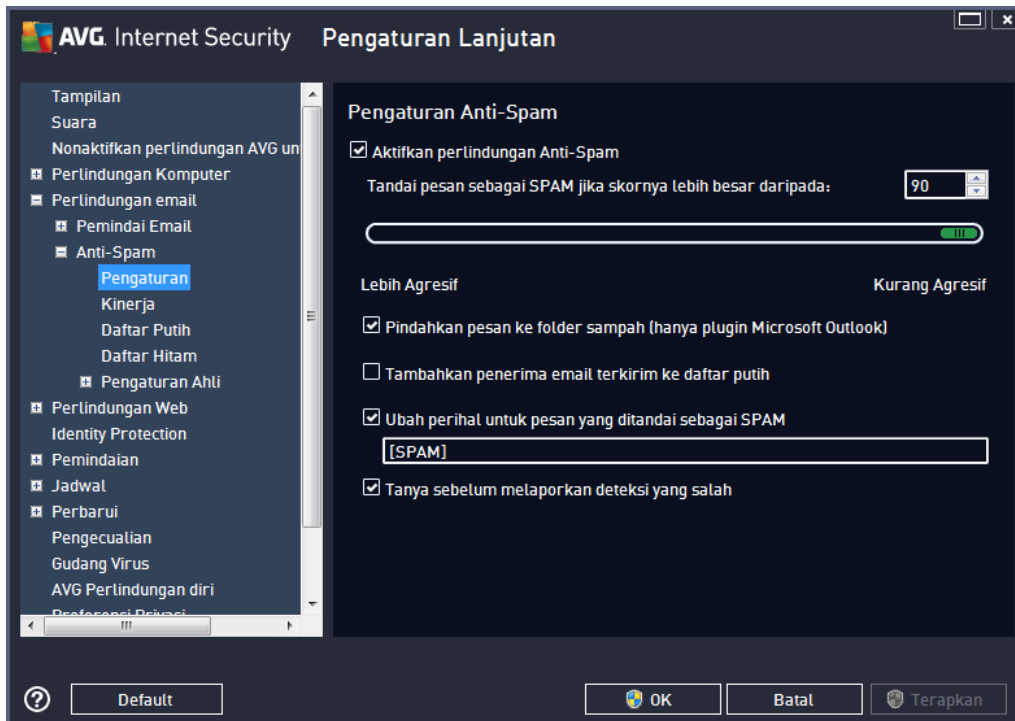 AVG. Internet Security
Pengaturan Lanjutan
Tampilan
Suara
Nonaktifkan perlindungan AVG un
Perlindungan Komputer
Perlindungan email
Pemindai Email
Anti-Spam
Pengaturan
Kinerja
Daftar Putih
Daftar Hitam
Pengaturan Ahli
Perlindungan Web
Identity Protection
Pemindaian
Jadwal
Perbarui
Pengecualian
Gudang Virus
AVG Perlindungan diri
Preferensi Privasi
Pengaturan Anti-Spam
Aktifkan perlindungan Anti-Spam
Tandai pesan sebagai SPAM jika skornya lebih besar daripada: 90
Lebih Agresif Kurang Agresif
Pindahkan pesan ke folder sampah (hanya plugin Microsoft Outlook)
Tambahkan penerima email terkirim ke daftar putih
Ubah perihal untuk pesan yang ditandai sebagai SPAM
[SPAM]
Tanya sebelum melaporkan deteksi yang salah
? Default OK Batal Terapkan